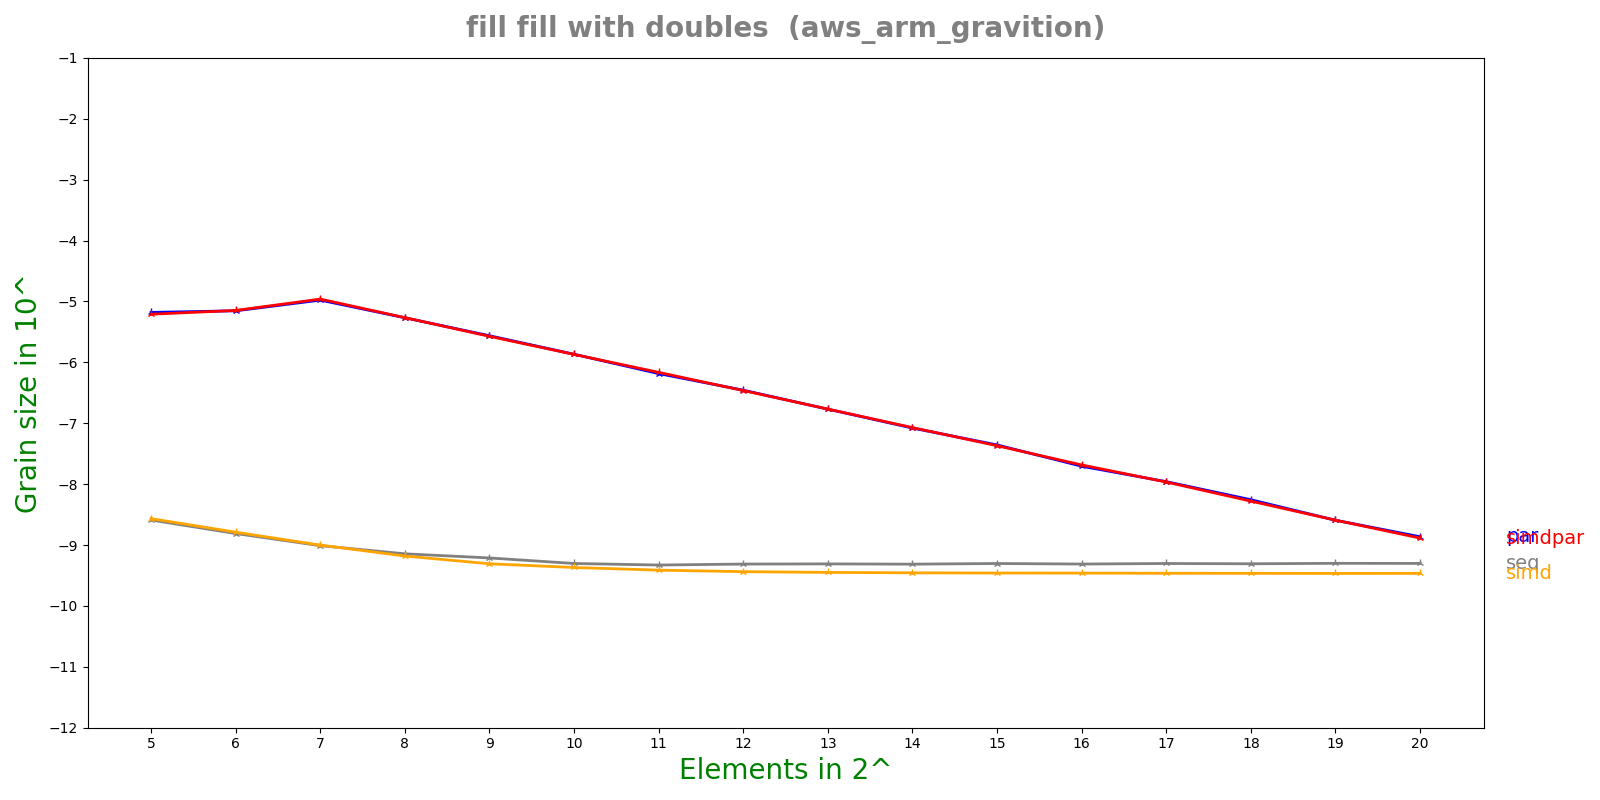 fill fill with doubles  (aws_arm_gravition)
−1
−2
−3
−4
−5
−6
−7
−8
−9
−10
−11
−12
Grain size in 10^
par
simdpar
seq
simd
5 6 7 8 9 10 11 12 13 14 15 16 17 18 19 20
Elements in 2^